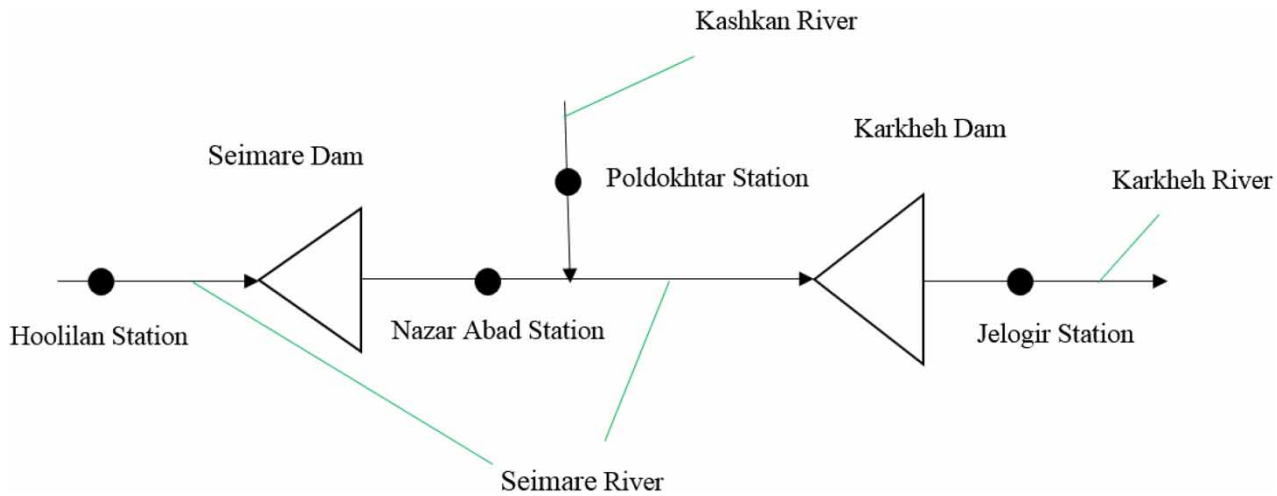 Kashkan River
Karkheh Dam
Seimare Dam
Poldokhtar Station
Karkheh River
Hoolilan Station
Nazar Abad Station
Jelogir Station
Seimare River